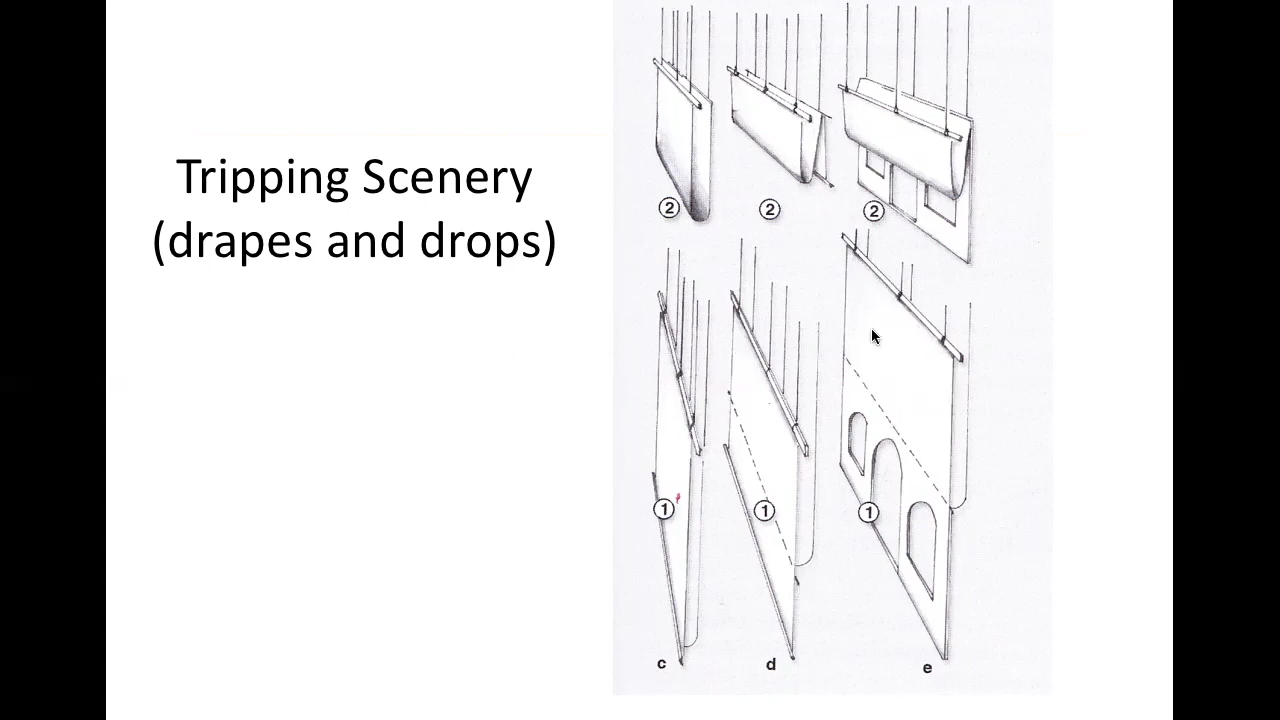 Tripping Scenery
(drapes and drops)
2 2 2
1 1 1
c d e